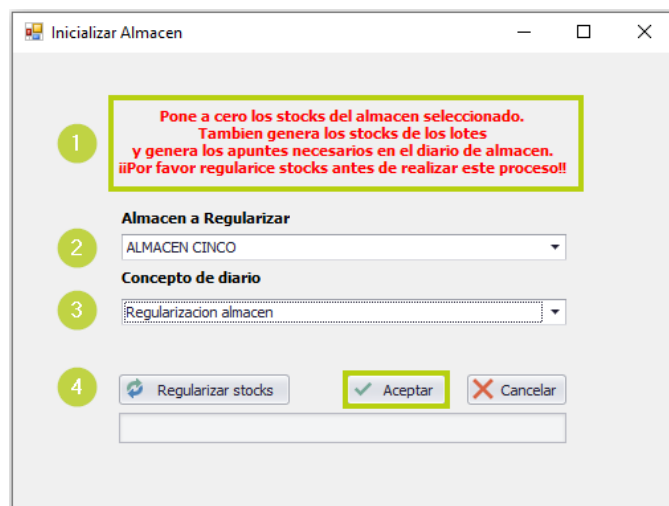 Inicializar Almacen
1
Pone a cero los stocks del almacen seleccionado.
Tambien genera los stocks de los lotes
y genera los apuntes necesarios en el diario de almacen.
¡¡Por favor regularice stocks antes de realizar este proceso!!
Almacen a Regularizar
2
ALMACEN CINCO
Concepto de diario
3
Regularizacion almacen
4
Regularizar stocks
Aceptar
Cancelar